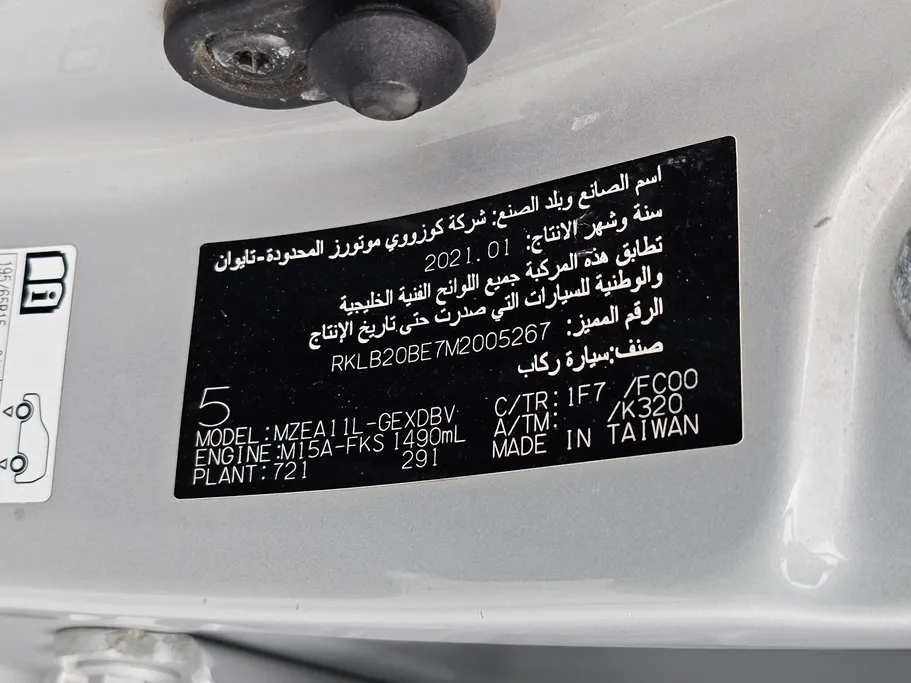 اسم الصانع وبلد الصنع: شركة كوزووي موتورز المحدودة-تايوان
سنة وشهر الانتاج: 2021.01
تطابق هذه المركبة جميع اللوائح الفنية الخليجية
والوطنية للسيارات التي صدرت حتى تاريخ الإنتاج
الرقم المميز: RKLB20BE7M2005267
صنف:سيارة ركاب
5
MODEL:MZEA11L-GEXDBV C/TR: 1F7 /FC00
ENGINE:M15A-FKS 1490mL A/TM: /K320
PLANT:721 291 MADE IN TAIWAN
195/65R15